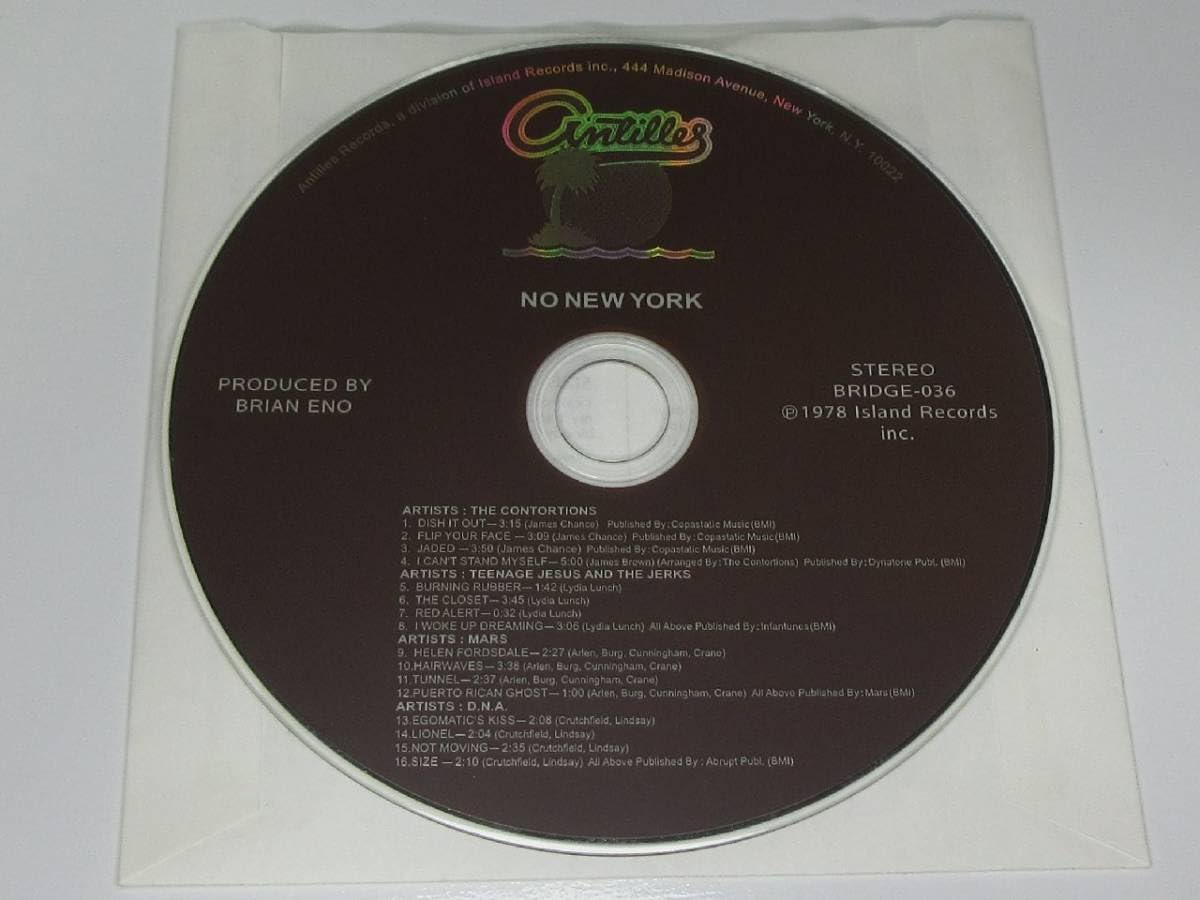 Antilles Records, a division of Island Records inc., 444 Madison Avenue, New York, N.Y. 10022
Antilles
NO NEW YORK
PRODUCED BY
BRIAN ENO
STEREO
BRIDGE-036
℗1978 Island Records
inc.
ARTISTS : THE CONTORTIONS
1. DISH IT OUT—3:15 (James Chance) Published By:Copastatic Music(BMI)
2. FLIP YOUR FACE—3:09 (James Chance) Published By:Copastatic Music(BMI)
3. JADED—3:50 (James Chance) Published By:Copastatic Music(BMI)
4. I CAN'T STAND MYSELF—5:00 (James Brown) (Arranged By:The Contortions) Published By:Dynatone Publ. (BMI)
ARTISTS : TEENAGE JESUS AND THE JERKS
5. BURNING RUBBER—1:42 (Lydia Lunch)
6. THE CLOSET—3:45 (Lydia Lunch)
7. RED ALERT—0:32 (Lydia Lunch)
8. I WOKE UP DREAMING—3:06 (Lydia Lunch) All Above Published By:Infantunes(BMI)
ARTISTS : MARS
9. HELEN FORDSDALE—2:27 (Arlen, Burg, Cunningham, Crane)
10.HAIRWAVES—3:38 (Arlen, Burg, Cunningham, Crane)
11.TUNNEL—2:37 (Arlen, Burg, Cunningham, Crane)
12.PUERTO RICAN GHOST—1:00 (Arlen, Burg, Cunningham, Crane) All Above Published By:Mars(BMI)
ARTISTS : D.N.A.
13.EGOMATIC'S KISS—2:08 (Crutchfield, Lindsay)
14.LIONEL—2:04 (Crutchfield, Lindsay)
15.NOT MOVING—2:35 (Crutchfield, Lindsay)
16.SIZE—2:10 (Crutchfield, Lindsay) All Above Published By:Abrupt Publ. (BMI)